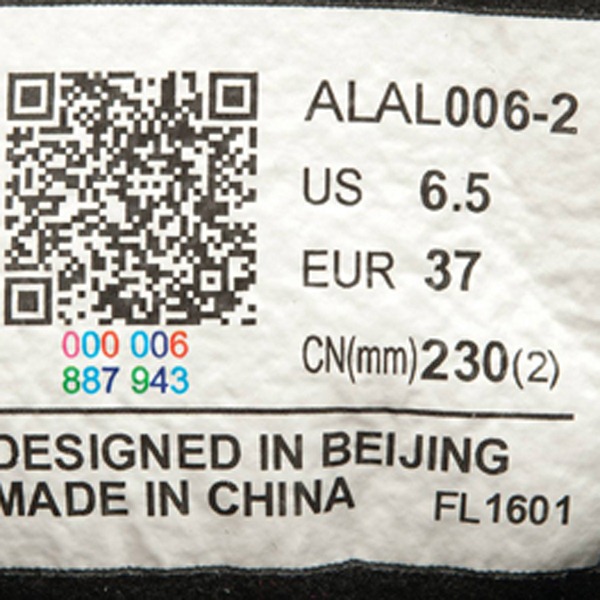 ALAL006-2
US 6.5
EUR 37
CN(mm)230(2)
000 006
887 943
DESIGNED IN BEIJING
MADE IN CHINA FL1601